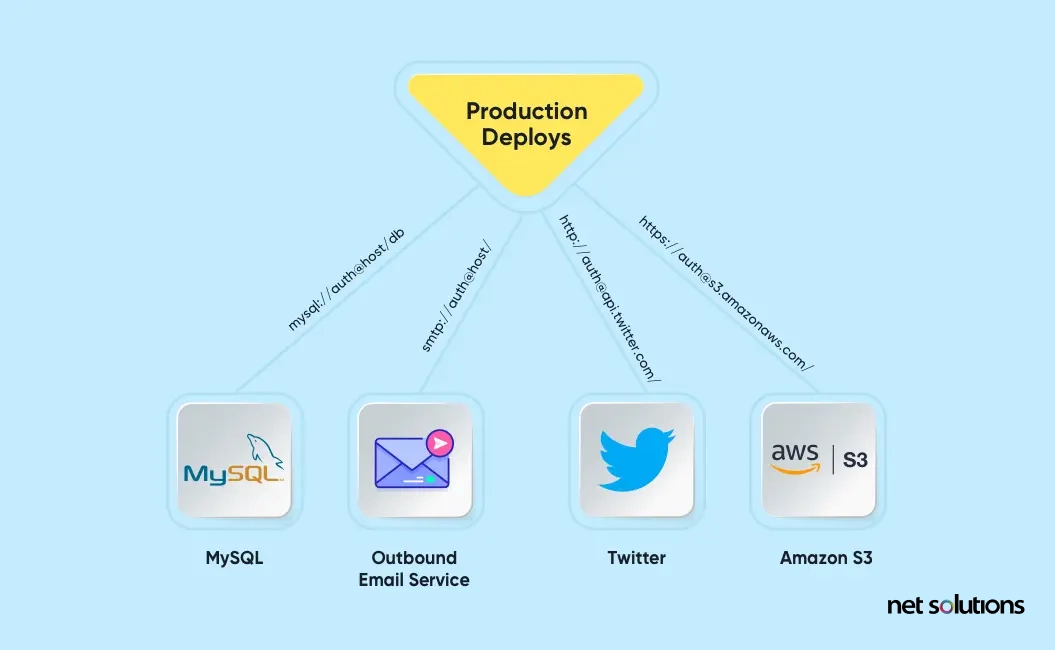 Production
Deploys
mysql://auth@host/db
smtp://auth@host/
http://auth@api.twitter.com/
https://auth@s3.amazonaws.com/
MySQL
aws | S3
MySQL
Outbound
Email Service
Twitter
Amazon S3
net solutions